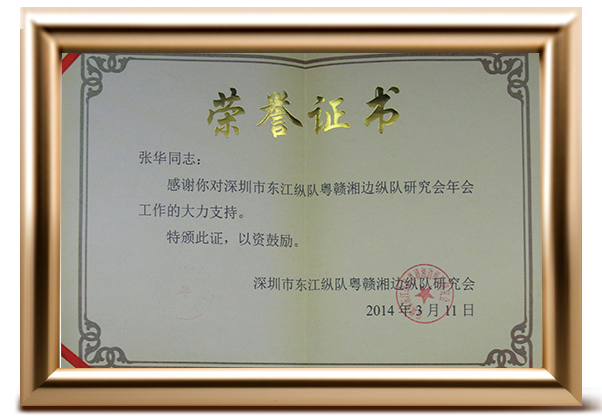 荣誉证书
张华同志：
感谢你对深圳市东江纵队粤赣湘边纵队研究会年会
工作的大力支持。
特颁此证，以资鼓励。
深圳市东江纵队粤赣湘边纵队研究会
2014年3月11日